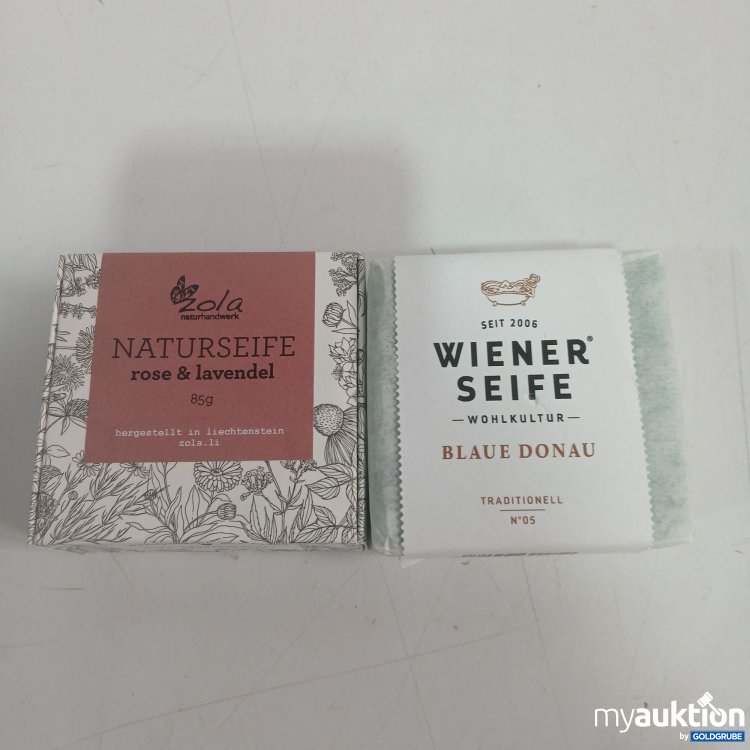 zola
naturhandwerk
NATURSEIFE
rose & lavendel
85g
hergestellt in liechtenstein
zola.li
SEIT 2006
WIENER®
SEIFE
WOHLKULTUR
BLAUE DONAU
TRADITIONELL
N°05
myauktion
by GOLDGRUBE